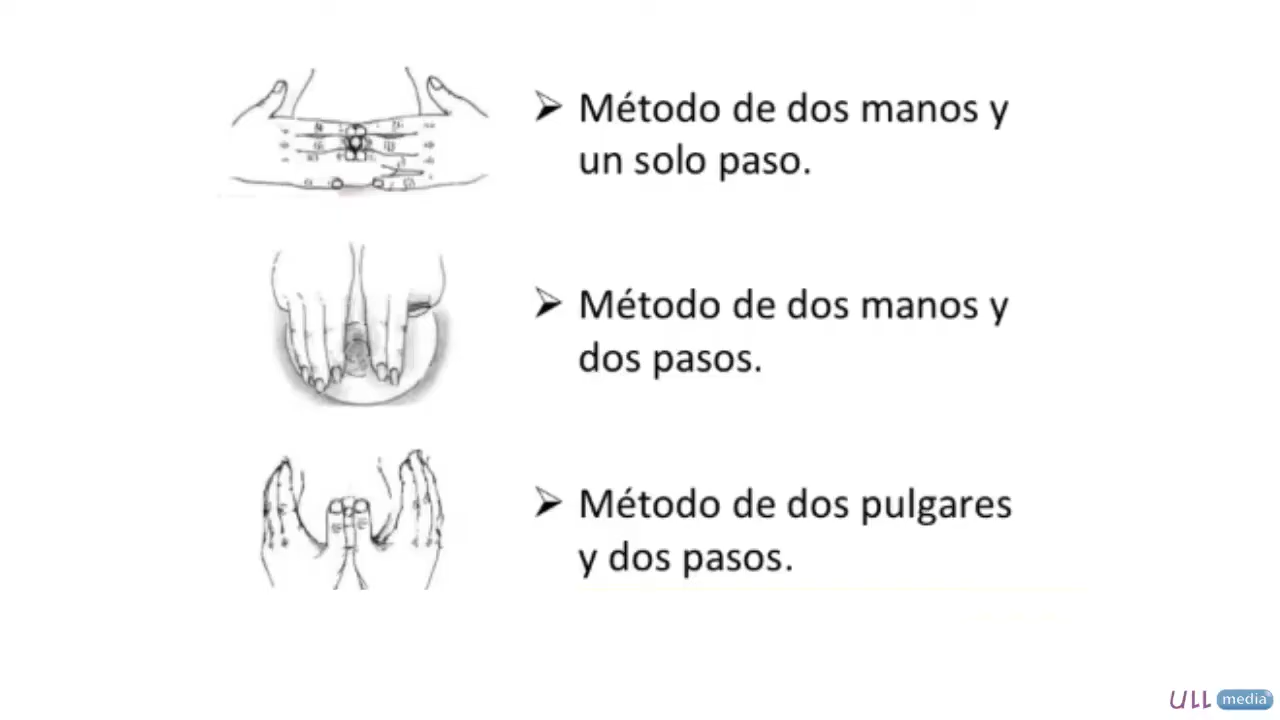 ➢ Método de dos manos y
un solo paso.
➢ Método de dos manos y
dos pasos.
➢ Método de dos pulgares
y dos pasos.
ULL media